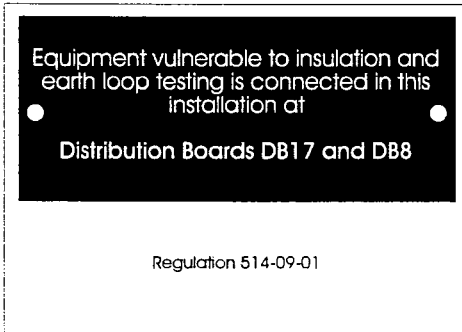 Equipment vulnerable to insulation and
earth loop testing is connected in this
installation at
Distribution Boards DB17 and DB8
Regulation 514-09-01